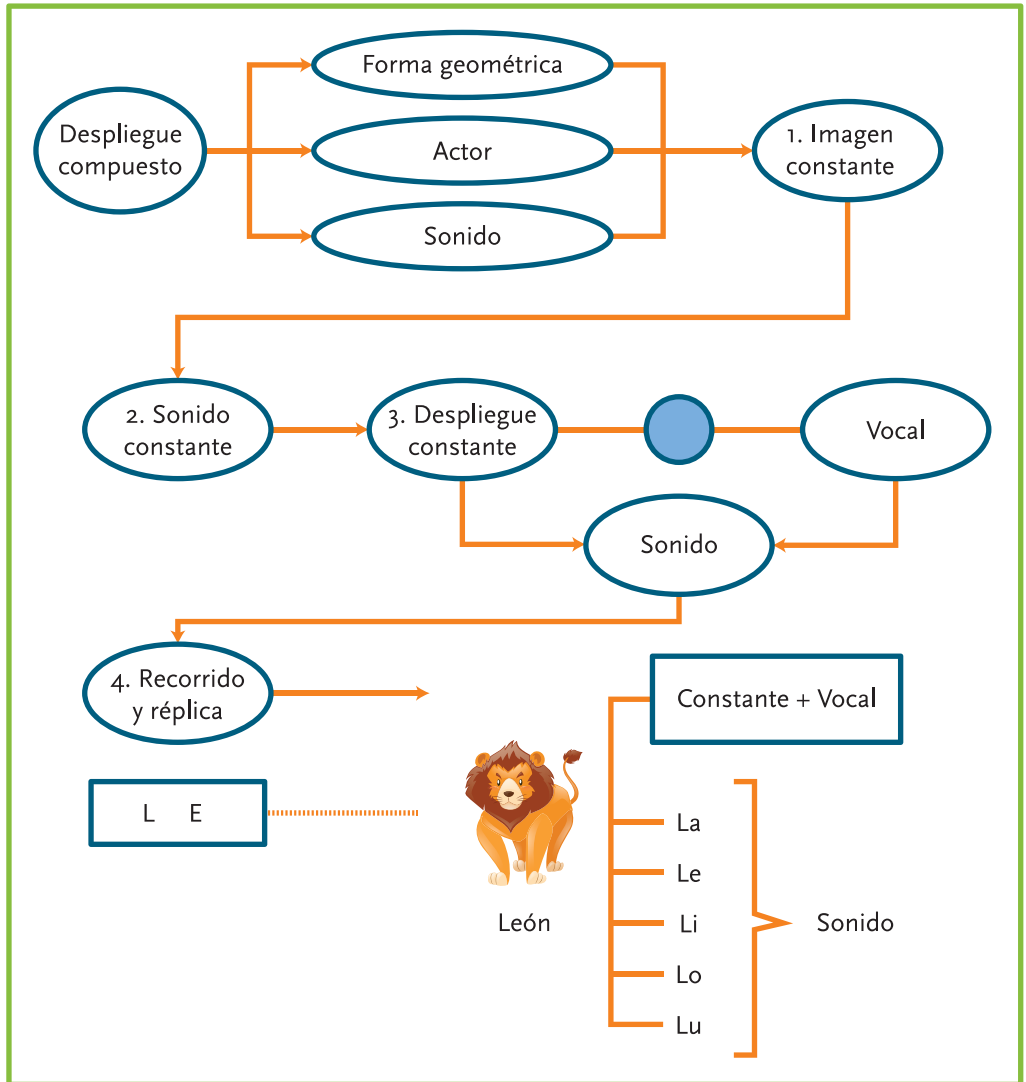 Forma geométrica
Despliegue
compuesto
Actor
1. Imagen
constante
Sonido
2. Sonido
constante
3. Despliegue
constante
Vocal
Sonido
4. Recorrido
y réplica
Constante + Vocal
L E
León
La
Le
Li
Lo
Lu
Sonido